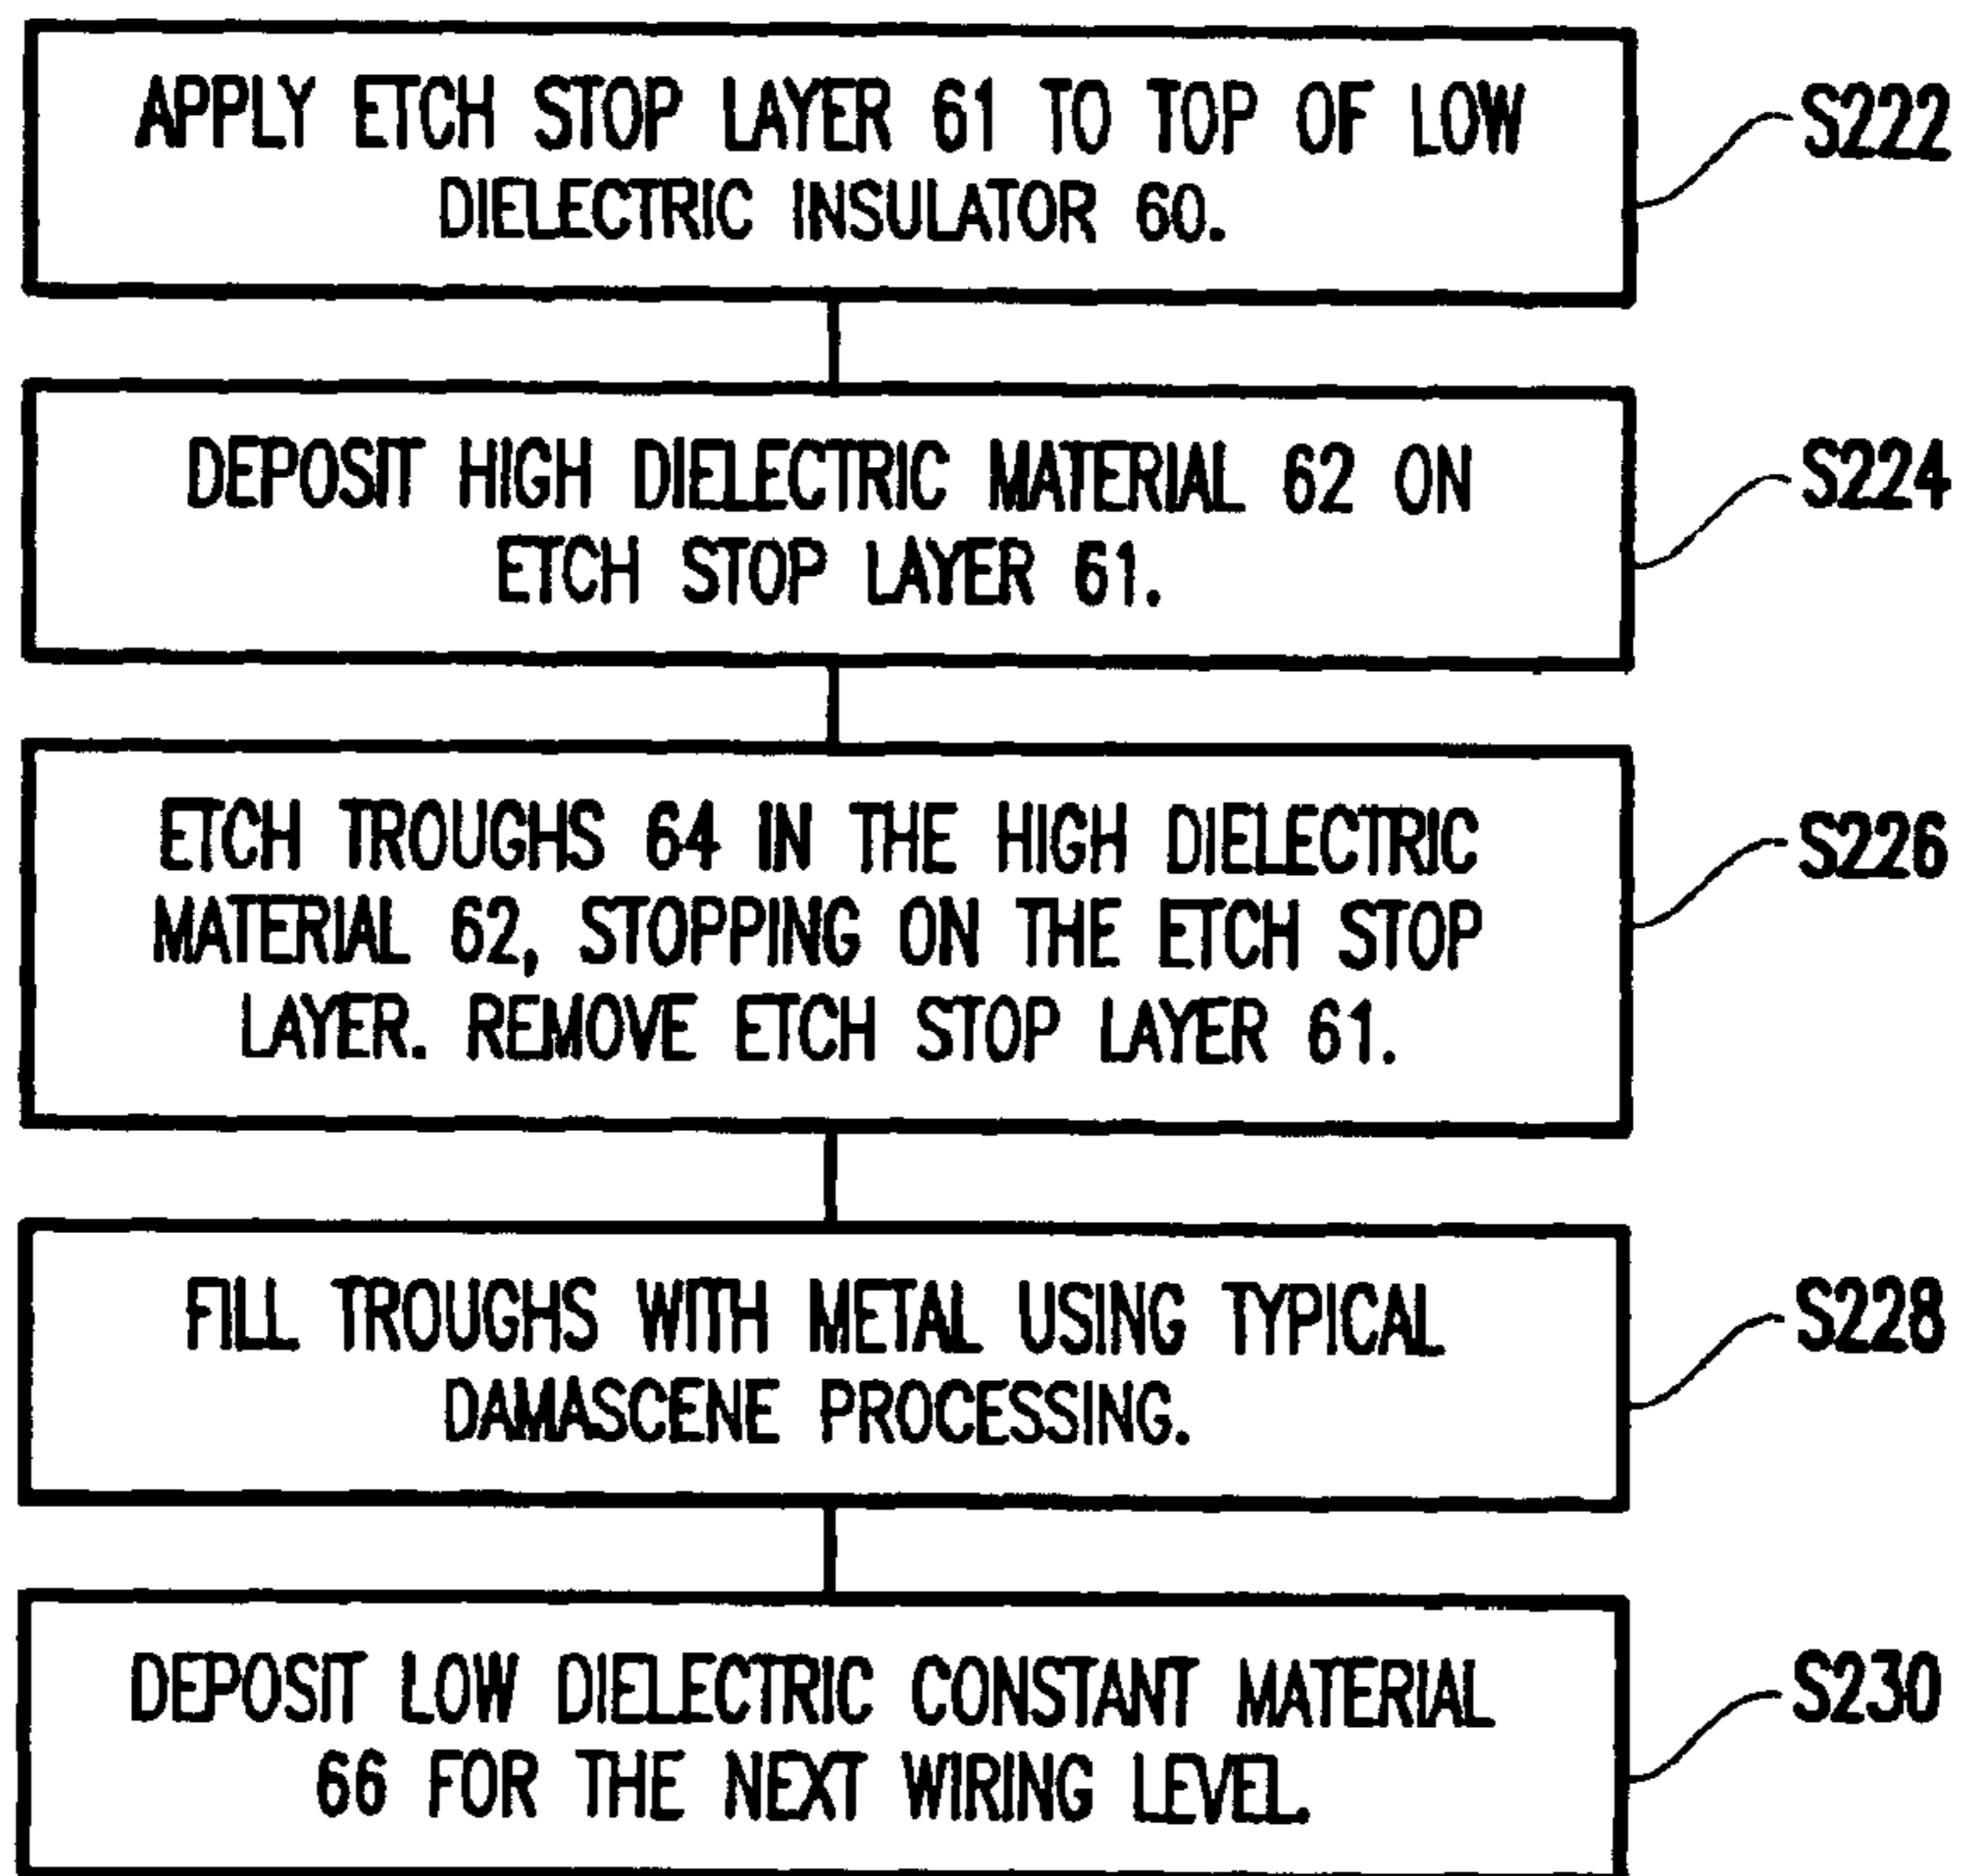 APPLY ETCH STOP LAYER 61 TO TOP OF LOW
DIELECTRIC INSULATOR 60.
S222
DEPOSIT HIGH DIELECTRIC MATERIAL 62 ON
ETCH STOP LAYER 61.
S224
ETCH TROUGHS 64 IN THE HIGH DIELECTRIC
MATERIAL 62, STOPPING ON THE ETCH STOP
LAYER. REMOVE ETCH STOP LAYER 61.
S226
FILL TROUGHS WITH METAL USING TYPICAL
DAMASCENE PROCESSING.
S228
DEPOSIT LOW DIELECTRIC CONSTANT MATERIAL
66 FOR THE NEXT WIRING LEVEL.
S230